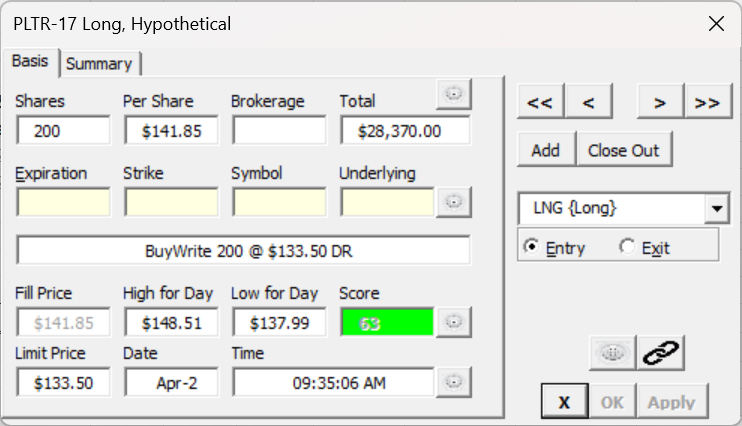 PLTR-17 Long, Hypothetical
Basis Summary
Shares Per Share Brokerage Total
200 $141.85 $28,370.00
<< < > >>
Add Close Out
Expiration Strike Symbol Underlying
LNG {Long}
BuyWrite 200 @ $133.50 DR
Entry Exit
Fill Price High for Day Low for Day Score
$141.85 $148.51 $137.99 63
Limit Price Date Time
$133.50 Apr-2 09:35:06 AM
X OK Apply